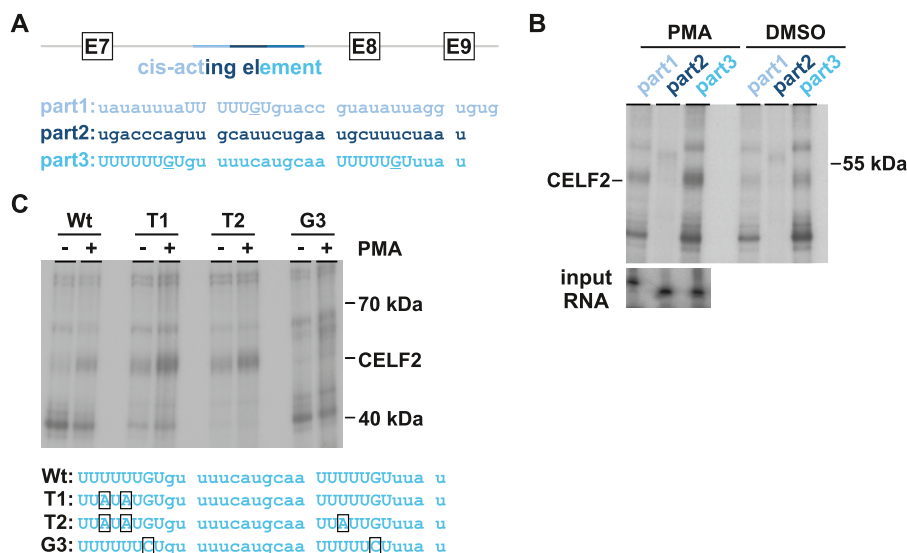 A
E7 E8 E9
cis-acting element
part1: uauauuuaUU UUUGUguacc guauauuagg ugug
part2: ugacccaguu gcauucugaa ugcuuucuaa u
part3: UUUUUUGUgu uuucaugcaa UUUUUGUuua u
B
PMA DMSO
part1 part2 part3 part1 part2 part3
CELF2
55 kDa
input
RNA
C
Wt T1 T2 G3
- + - + - + - + PMA
70 kDa
CELF2
40 kDa
Wt: UUUUUUGUgu uuucaugcaa UUUUUGUuua u
T1: UUAUAUGUgu uuucaugcaa UUUUUGUuua u
T2: UUAUAUGUgu uuucaugcaa UUAUUGUuua u
G3: UUUUUUCUgu uuucaugcaa UUUUUCUuua u